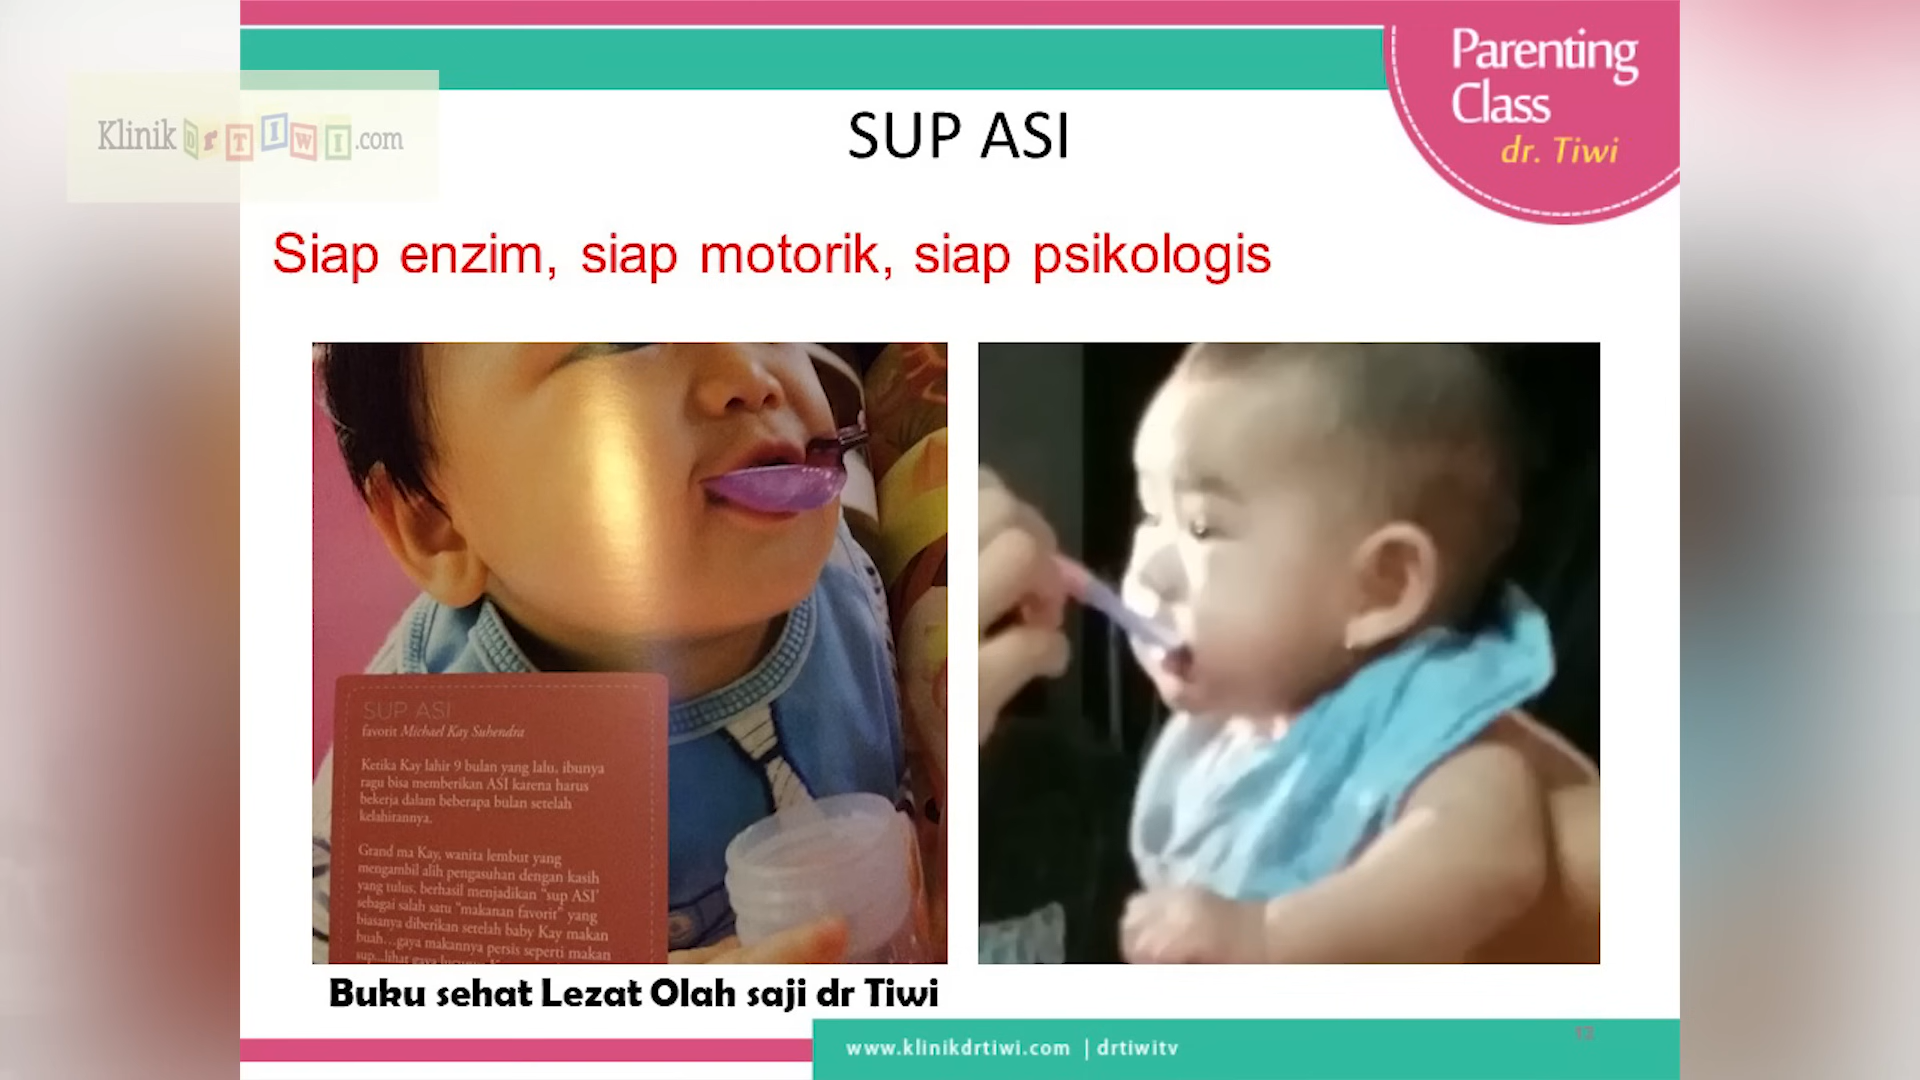 Parenting
Class
dr. Tiwi
Klinik drTIWI.com
SUP ASI
Siap enzim, siap motorik, siap psikologis
SUP ASI
favorit Michael Kay Suhendra
Ketika Kay lahir 9 bulan yang lalu, ibunya
ragu bisa memberikan ASI karena harus
bekerja dalam beberapa bulan setelah
kelahirannya.
Grand ma Kay, wanita lembut yang
mengambil alih pengasuhan dengan kasih
yang tulus, berhasil menjadikan "sup ASI"
sebagai salah satu "makanan favorit" yang
biasanya diberikan setelah baby Kay makan
buah...gaya makannya persis seperti makan
sup...lihat gaya
Buku sehat Lezat Olah saji dr Tiwi
www.klinikdrtiwi.com | drtiwitv